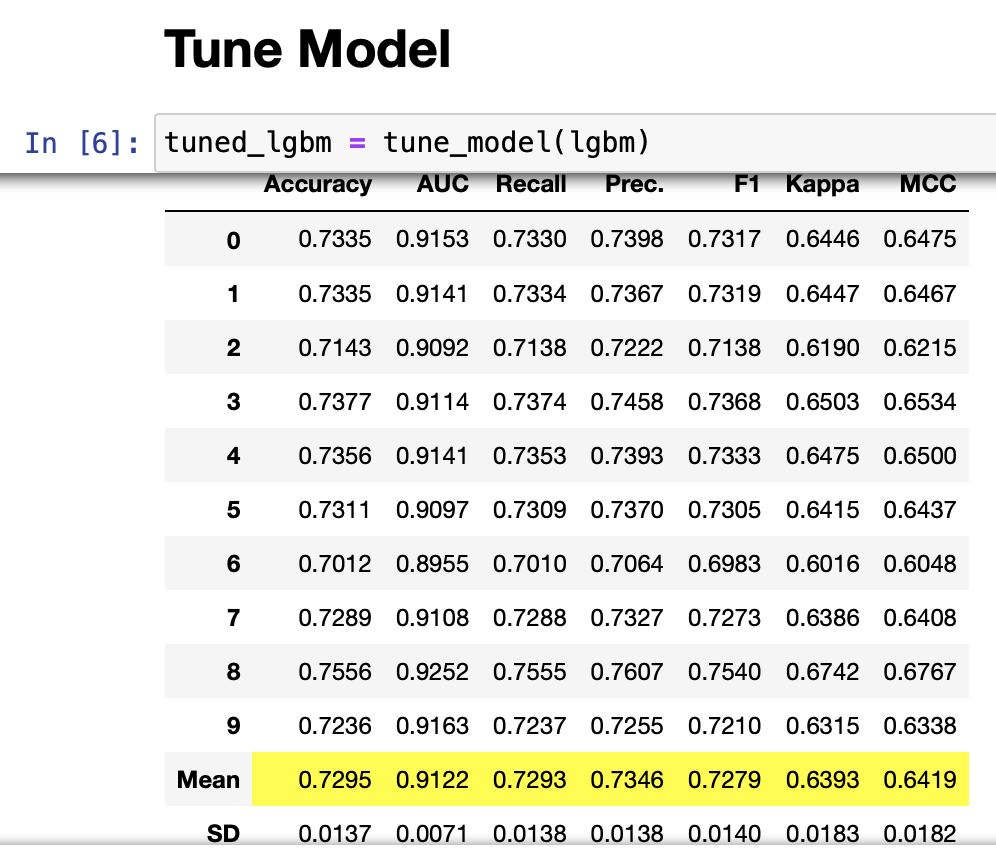 Tune Model
In [6]: tuned_lgbm = tune_model(lgbm)
Accuracy AUC Recall Prec. F1 Kappa MCC
0 0.7335 0.9153 0.7330 0.7398 0.7317 0.6446 0.6475
1 0.7335 0.9141 0.7334 0.7367 0.7319 0.6447 0.6467
2 0.7143 0.9092 0.7138 0.7222 0.7138 0.6190 0.6215
3 0.7377 0.9114 0.7374 0.7458 0.7368 0.6503 0.6534
4 0.7356 0.9141 0.7353 0.7393 0.7333 0.6475 0.6500
5 0.7311 0.9097 0.7309 0.7370 0.7305 0.6415 0.6437
6 0.7012 0.8955 0.7010 0.7064 0.6983 0.6016 0.6048
7 0.7289 0.9108 0.7288 0.7327 0.7273 0.6386 0.6408
8 0.7556 0.9252 0.7555 0.7607 0.7540 0.6742 0.6767
9 0.7236 0.9163 0.7237 0.7255 0.7210 0.6315 0.6338
Mean 0.7295 0.9122 0.7293 0.7346 0.7279 0.6393 0.6419
SD 0.0137 0.0071 0.0138 0.0138 0.0140 0.0183 0.0182